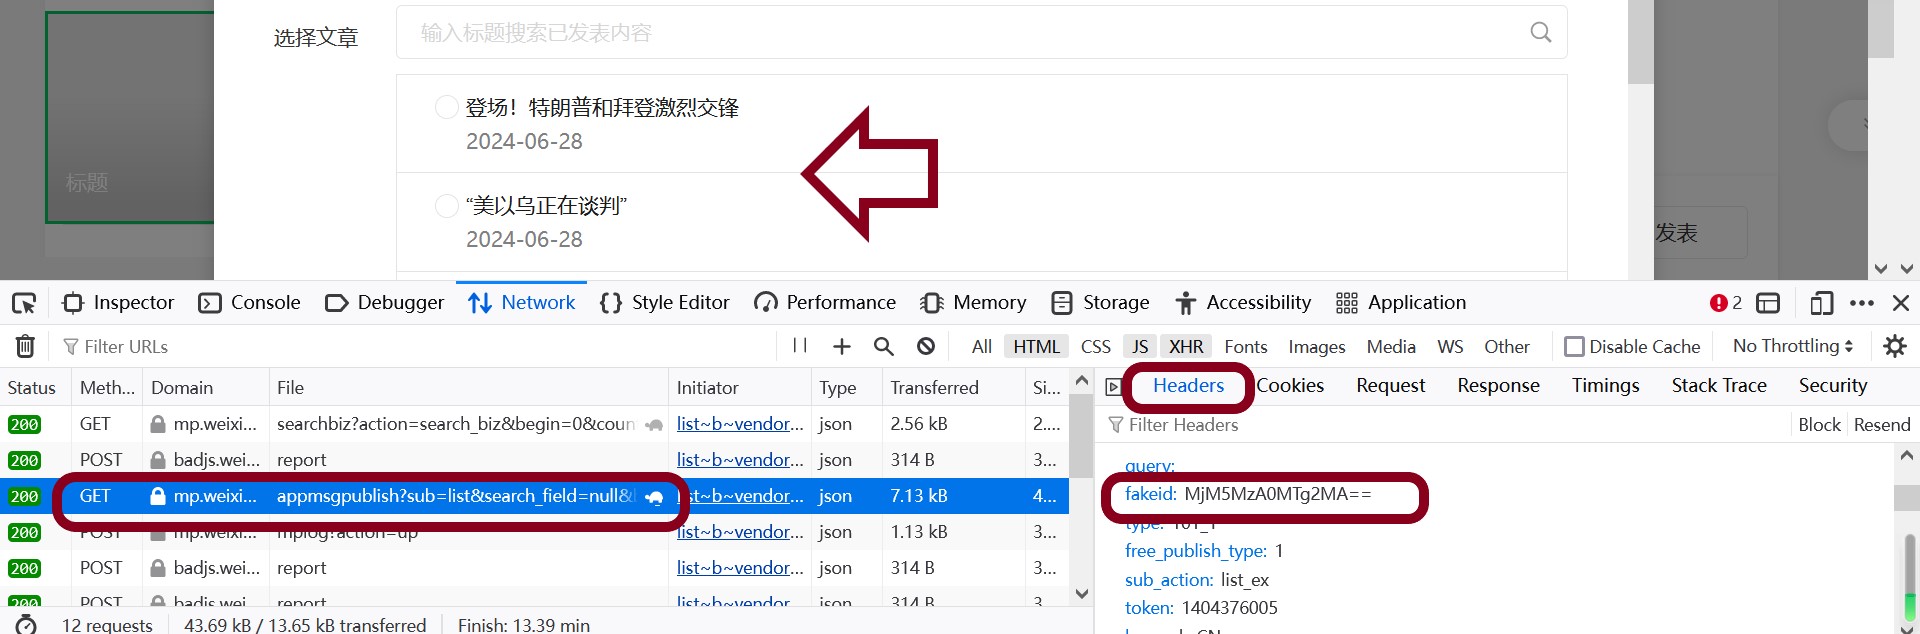 选择文章
输入标题搜索已发表内容
登场！特朗普和拜登激烈交锋
2024-06-28
标题
“美以乌正在谈判”
2024-06-28
发表
Inspector Console Debugger Network Style Editor Performance Memory Storage Accessibility Application 2
Filter URLs All HTML CSS JS XHR Fonts Images Media WS Other Disable Cache No Throttling
Status Meth... Domain File Initiator Type Transferred Si...
Headers Cookies Request Response Timings Stack Trace Security
200 GET mp.weixi... searchbiz?action=search_biz&begin=0&coun list~b~vendor... json 2.56 kB 2....
Filter Headers Block Resend
200 POST badjs.wei... report list~b~vendor... json 314 B 3...
query:
200 GET mp.weixi... appmsgpublish?sub=list&search_field=null& list~b~vendor... json 7.13 kB 4...
fakeid: MjM5MzA0MTg2MA==
200 POST mp.weixi... mplog?action=up list~b~vendor... json 1.13 kB 3...
type: 101_1
free_publish_type: 1
200 POST badjs.wei... report list~b~vendor... json 314 B 3...
sub_action: list_ex
200 POST badjs.wei... report list~b~vendor... json 314 B 3...
token: 1404376005
12 requests 43.69 kB / 13.65 kB transferred Finish: 13.39 min